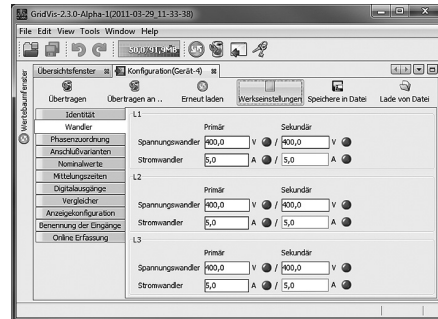 GridVis-2.3.0-Alpha-1(2011-03-29_11-33-38)
File Edit View Tools Window Help
Wertebaumfenster
Übersichtsfenster Konfiguration(Gerät-4)
Übertragen Übertragen an .. Erneut laden Werkseinstellungen Speichere in Datei Lade von Datei
Identität
Wandler
Phasenzuordnung
Anschlußvarianten
Nominalwerte
Mittelungszeiten
Digitalausgänge
Vergleicher
Anzeigekonfiguration
Benennung der Eingänge
Online Erfassung
L1
Primär Sekundär
Spannungswandler 400,0 V / 400,0 V
Stromwandler 5,0 A / 5,0 A
L2
Primär Sekundär
Spannungswandler 400,0 V / 400,0 V
Stromwandler 5,0 A / 5,0 A
L3
Primär Sekundär
Spannungswandler 400,0 V / 400,0 V
Stromwandler 5,0 A / 5,0 A